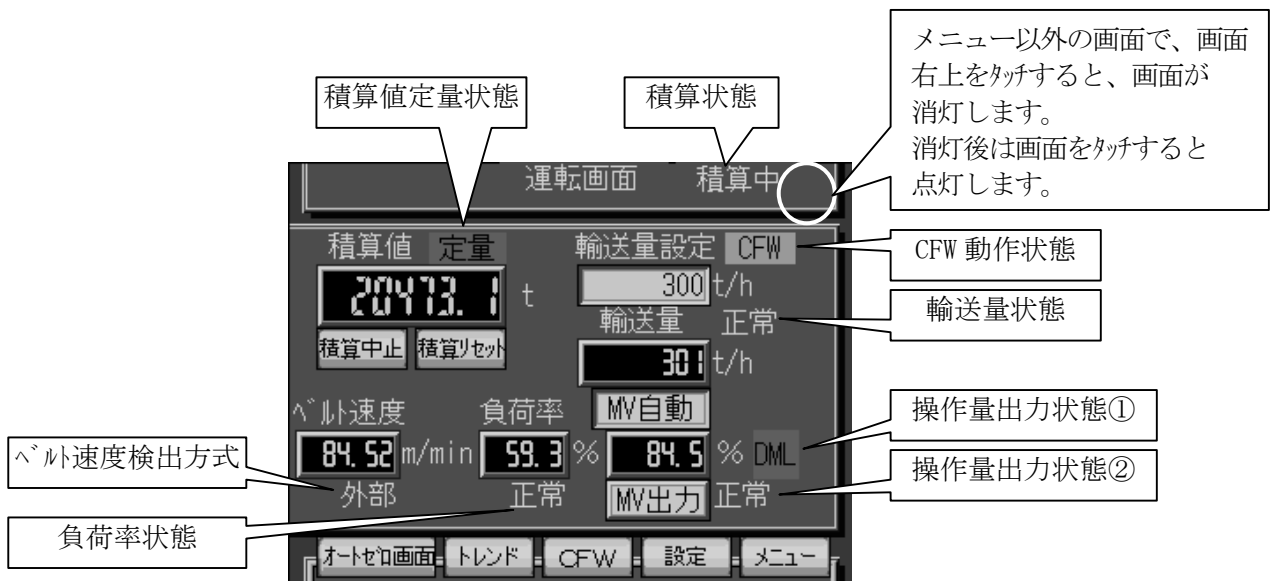 メニュー以外の画面で、画面
右上をﾀｯﾁすると、画面が
消灯します。
消灯後は画面をﾀｯﾁすると
点灯します。
積算値定量状態
積算状態
運転画面 積算中
積算値 定量 輸送量設定 CFW
CFW 動作状態
20473.1 t 300 t/h
輸送量 正常
輸送量状態
積算中止 積算ﾘｾｯﾄ 301 t/h
MV自動
ﾍﾞﾙﾄ速度 負荷率
操作量出力状態①
84.52 m/min 59.3 % 84.5 % DML
ﾍﾞﾙﾄ速度検出方式
操作量出力状態②
外部 正常 MV出力 正常
負荷率状態
ｵｰﾄｾﾞﾛ画面 トレンド CFW 設定 メニュー